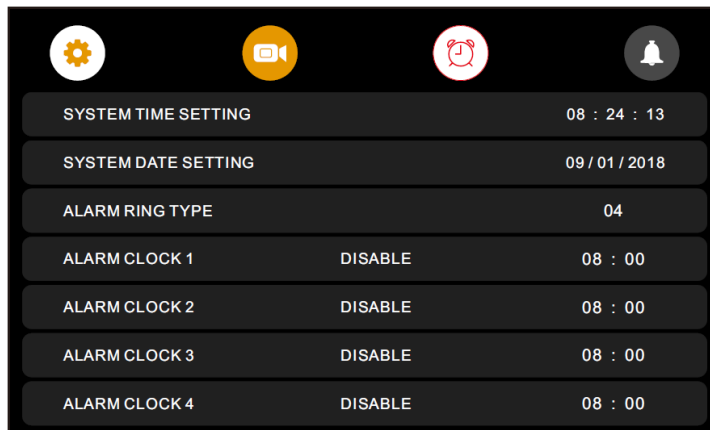 SYSTEM TIME SETTING 08 : 24 : 13
SYSTEM DATE SETTING 09 / 01 / 2018
ALARM RING TYPE 04
ALARM CLOCK 1 DISABLE 08 : 00
ALARM CLOCK 2 DISABLE 08 : 00
ALARM CLOCK 3 DISABLE 08 : 00
ALARM CLOCK 4 DISABLE 08 : 00